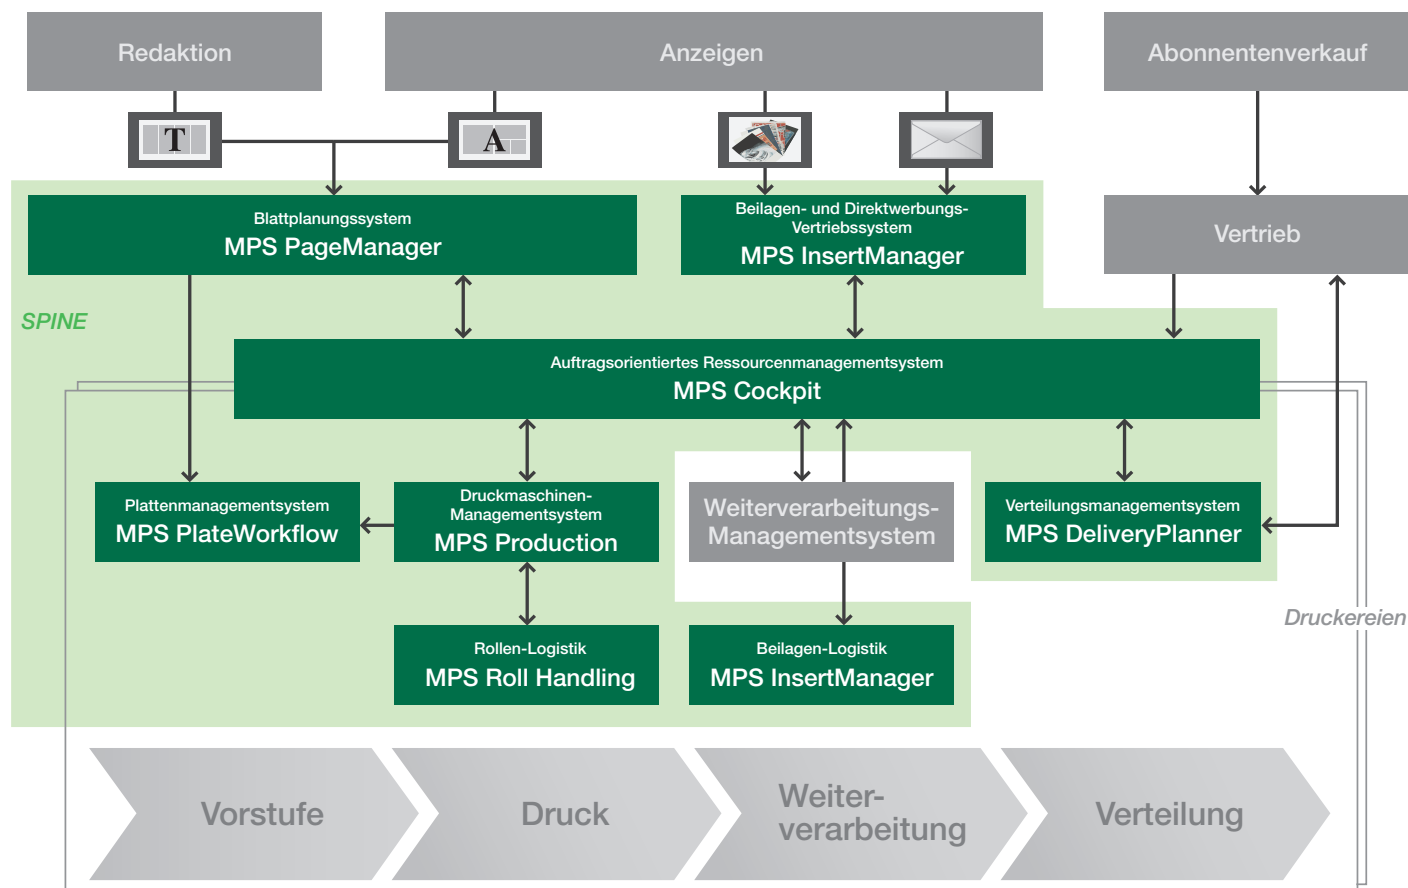 Redaktion
Anzeigen
Abonnentenverkauf
T
A
Blattplanungssystem
MPS PageManager
Beilagen- und Direktwerbungs-
Vertriebssystem
MPS InsertManager
Vertrieb
SPINE
Auftragsorientiertes Ressourcenmanagementsystem
MPS Cockpit
Plattenmanagementsystem
MPS PlateWorkflow
Druckmaschinen-
Managementsystem
MPS Production
Weiterverarbeitungs-
Managementsystem
Verteilungsmanagementsystem
MPS DeliveryPlanner
Druckereien
Rollen-Logistik
MPS Roll Handling
Beilagen-Logistik
MPS InsertManager
Vorstufe
Druck
Weiter-
verarbeitung
Verteilung